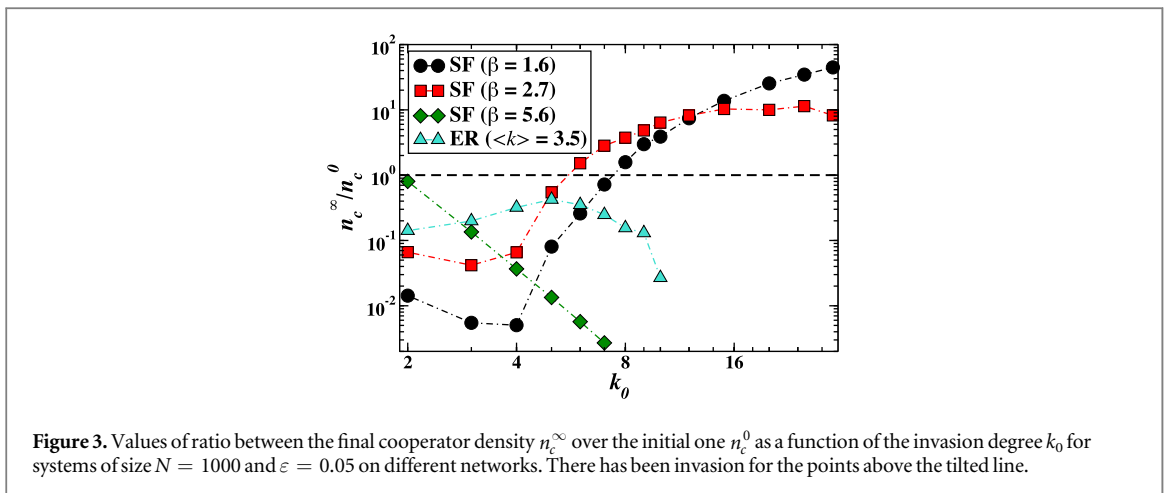 10^2
10^1
10^0
10^-1
10^-2
n_c^∞/n_c^0
SF (β = 1.6)
SF (β = 2.7)
SF (β = 5.6)
ER (<k> = 3.5)
2 4 8 16
k_0
Figure 3. Values of ratio between the final cooperator density n_c^∞ over the initial one n_c^0 as a function of the invasion degree k_0 for
systems of size N = 1000 and ε = 0.05 on different networks. There has been invasion for the points above the tilted line.